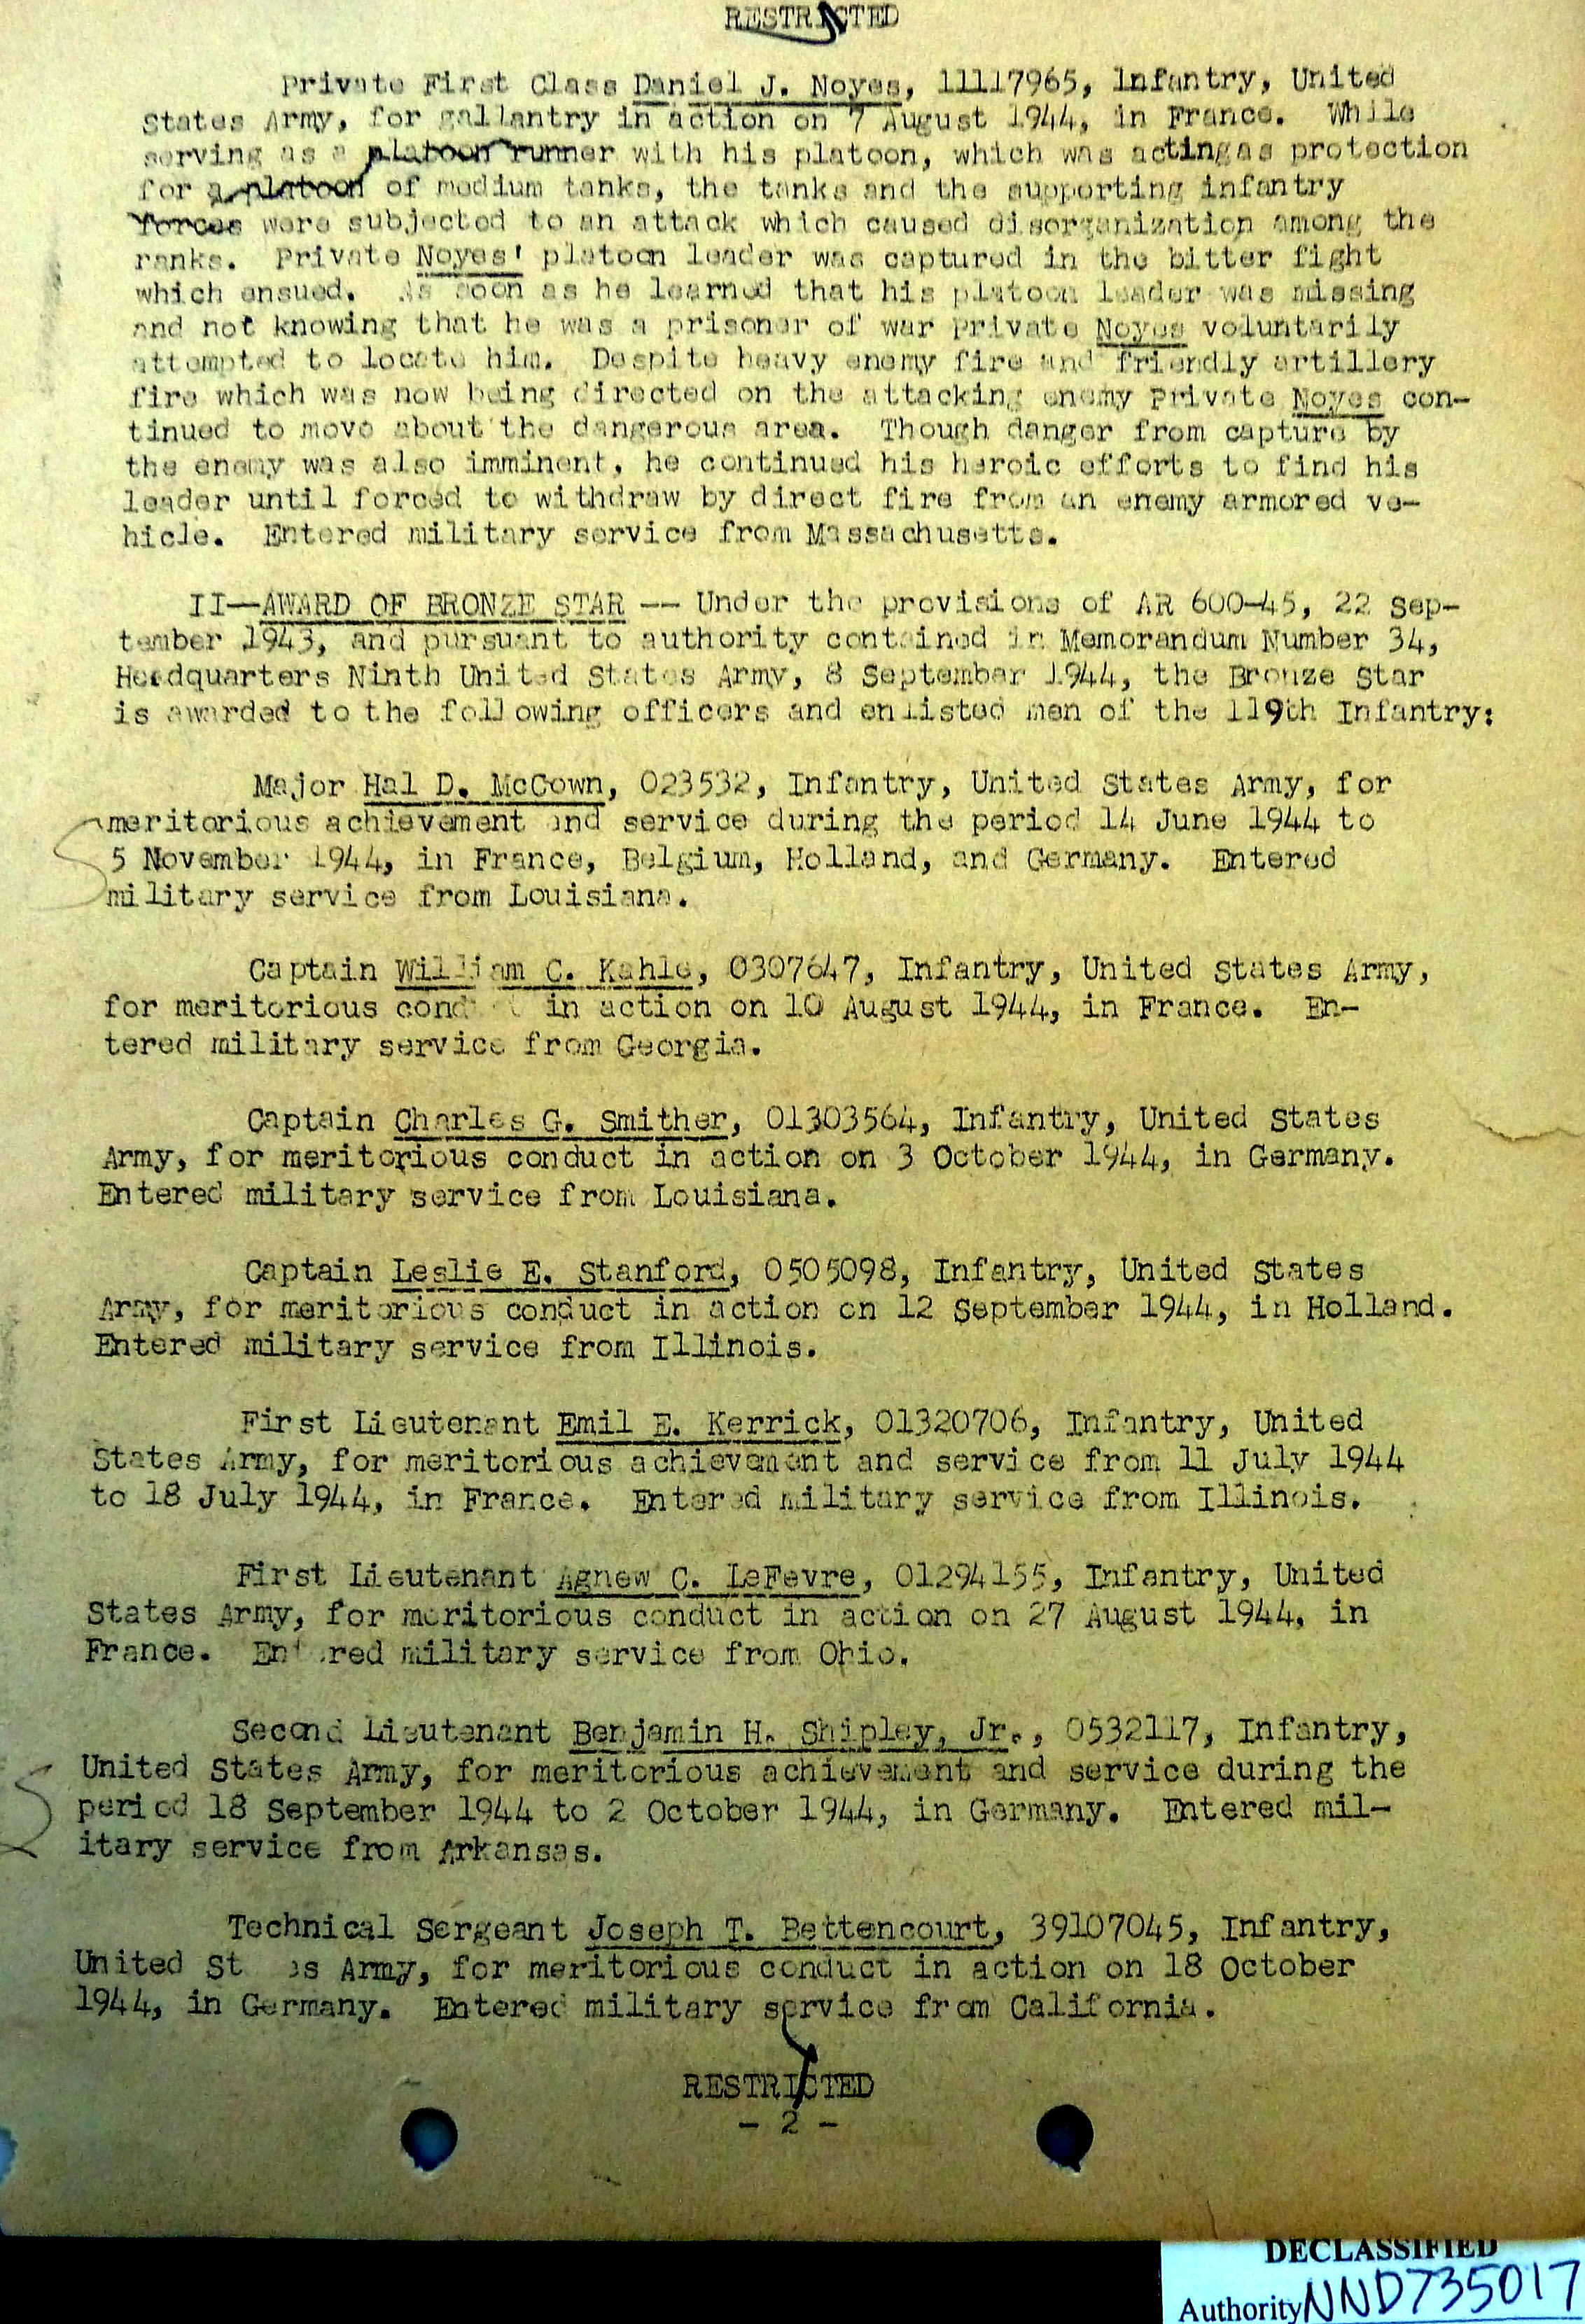 RESTRICTED
Private First Class Daniel J. Noyes, 11117965, Infantry, United
States Army, for gallantry in action on 7 August 1944, in France. While
serving as a platoon runner with his platoon, which was actingas protection
for a platoon of medium tanks, the tanks and the supporting infantry
forces were subjected to an attack which caused disorganization among the
ranks. Private Noyes' platoon leader was captured in the bitter fight
which ensued. As soon as he learned that his platoon leader was missing
and not knowing that he was a prisoner of war Private Noyes voluntarily
attempted to locate him. Despite heavy enemy fire and friendly artillery
fire which was now being directed on the attacking enemy Private Noyes con-
tinued to move about the dangerous area. Though danger from capture by
the enemy was also imminent, he continued his heroic efforts to find his
leader until forced to withdraw by direct fire from an enemy armored ve-
hicle. Entered military service from Massachusetts.
II—AWARD OF BRONZE STAR -- Under the provisions of AR 600-45, 22 Sep-
tember 1943, and pursuant to authority contained in Memorandum Number 34,
Headquarters Ninth United States Army, 8 September 1944, the Bronze Star
is awarded to the following officers and enlisted men of the 119th Infantry:
Major Hal D. McCown, 023532, Infantry, United States Army, for
meritorious achievement and service during the period 14 June 1944 to
5 November 1944, in France, Belgium, Holland, and Germany. Entered
military service from Louisiana.
Captain William C. Kahle, 0307647, Infantry, United States Army,
for meritorious conduct in action on 10 August 1944, in France. En-
tered military service from Georgia.
Captain Charles G. Smither, 01303564, Infantry, United States
Army, for meritorious conduct in action on 3 October 1944, in Germany.
Entered military service from Louisiana.
Captain Leslie E. Stanford, 0505098, Infantry, United States
Army, for meritorious conduct in action on 12 September 1944, in Holland.
Entered military service from Illinois.
First Lieutenant Emil E. Kerrick, 01320706, Infantry, United
States Army, for meritorious achievement and service from 11 July 1944
to 18 July 1944, in France. Entered military service from Illinois.
First Lieutenant Agnew C. LeFevre, 01294155, Infantry, United
States Army, for meritorious conduct in action on 27 August 1944, in
France. Entered military service from Ohio.
Second Lieutenant Benjamin H. Shipley, Jr., 0532117, Infantry,
United States Army, for meritorious achievement and service during the
period 18 September 1944 to 2 October 1944, in Germany. Entered mil-
itary service from Arkansas.
Technical Sergeant Joseph T. Bettencourt, 39107045, Infantry,
United States Army, for meritorious conduct in action on 18 October
1944, in Germany. Entered military service from California.
RESTRICTED
- 2 -
DECLASSIFIED
Authority NND735017